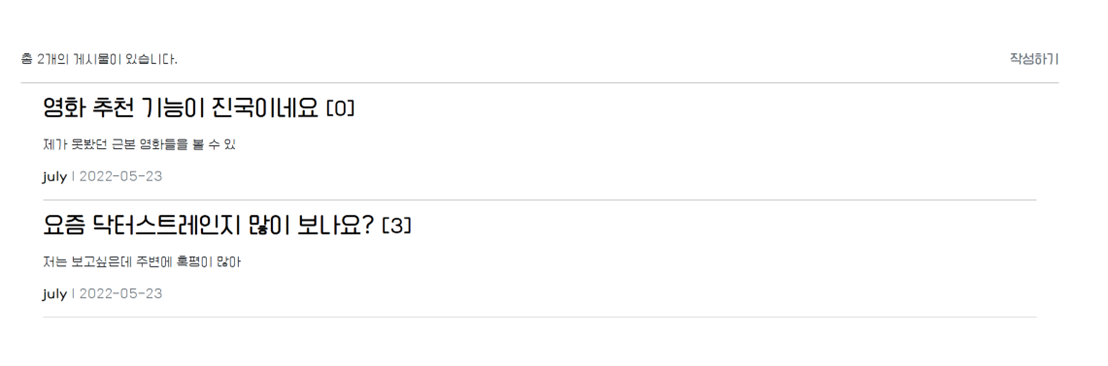 총 2개의 게시물이 있습니다.
작성하기
영화 추천 기능이 진국이네요 [0]
제가 못봤던 근본 영화들을 볼 수 있
july | 2022-05-23
요즘 닥터스트레인지 많이 보나요? [3]
저는 보고싶은데 주변에 혹평이 많아
july | 2022-05-23